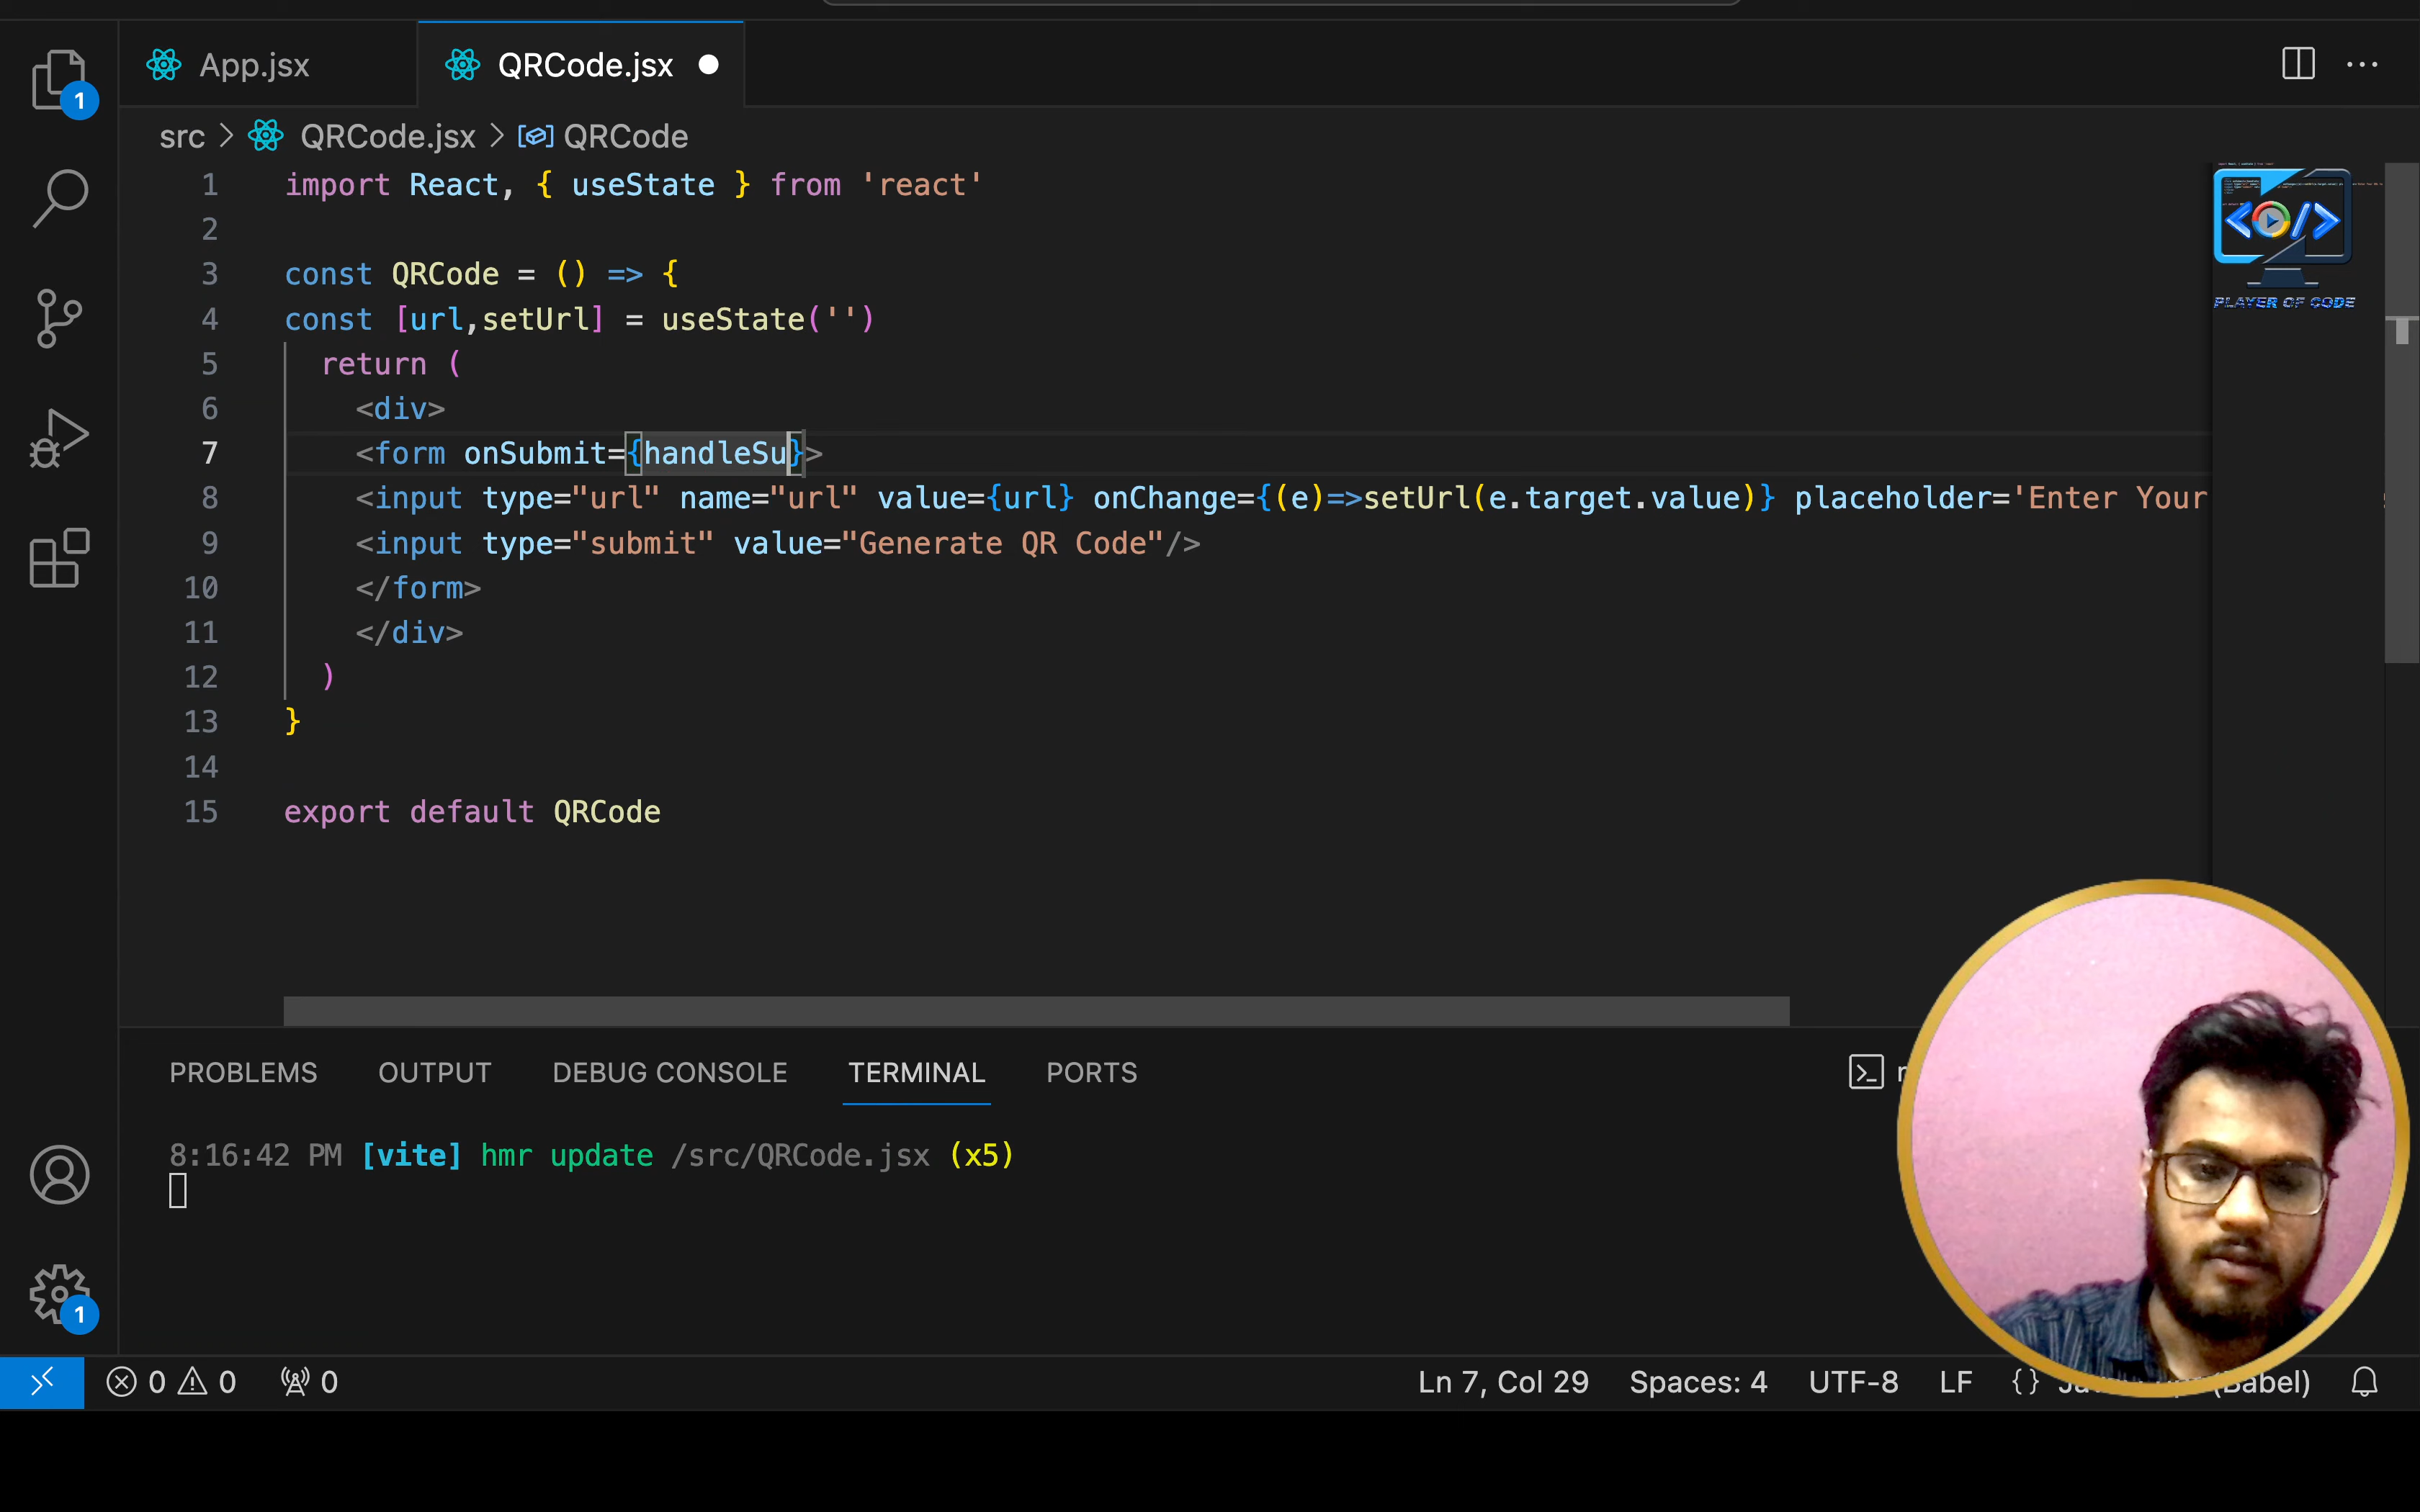 App.jsx
QRCode.jsx
src > QRCode.jsx > QRCode
1 import React, { useState } from 'react'
2
3 const QRCode = () => {
4 const [url,setUrl] = useState('')
5 return (
6 <div>
7 <form onSubmit={handleSu}>
8 <input type="url" name="url" value={url} onChange={(e)=>setUrl(e.target.value)} placeholder='Enter Your
9 <input type="submit" value="Generate QR Code"/>
10 </form>
11 </div>
12 )
13 }
14
15 export default QRCode
PLAYER OF CODE
PROBLEMS OUTPUT DEBUG CONSOLE TERMINAL PORTS
8:16:42 PM [vite] hmr update /src/QRCode.jsx (x5)
1
1
0 0 0 Ln 7, Col 29 Spaces: 4 UTF-8 LF {} (Babel)